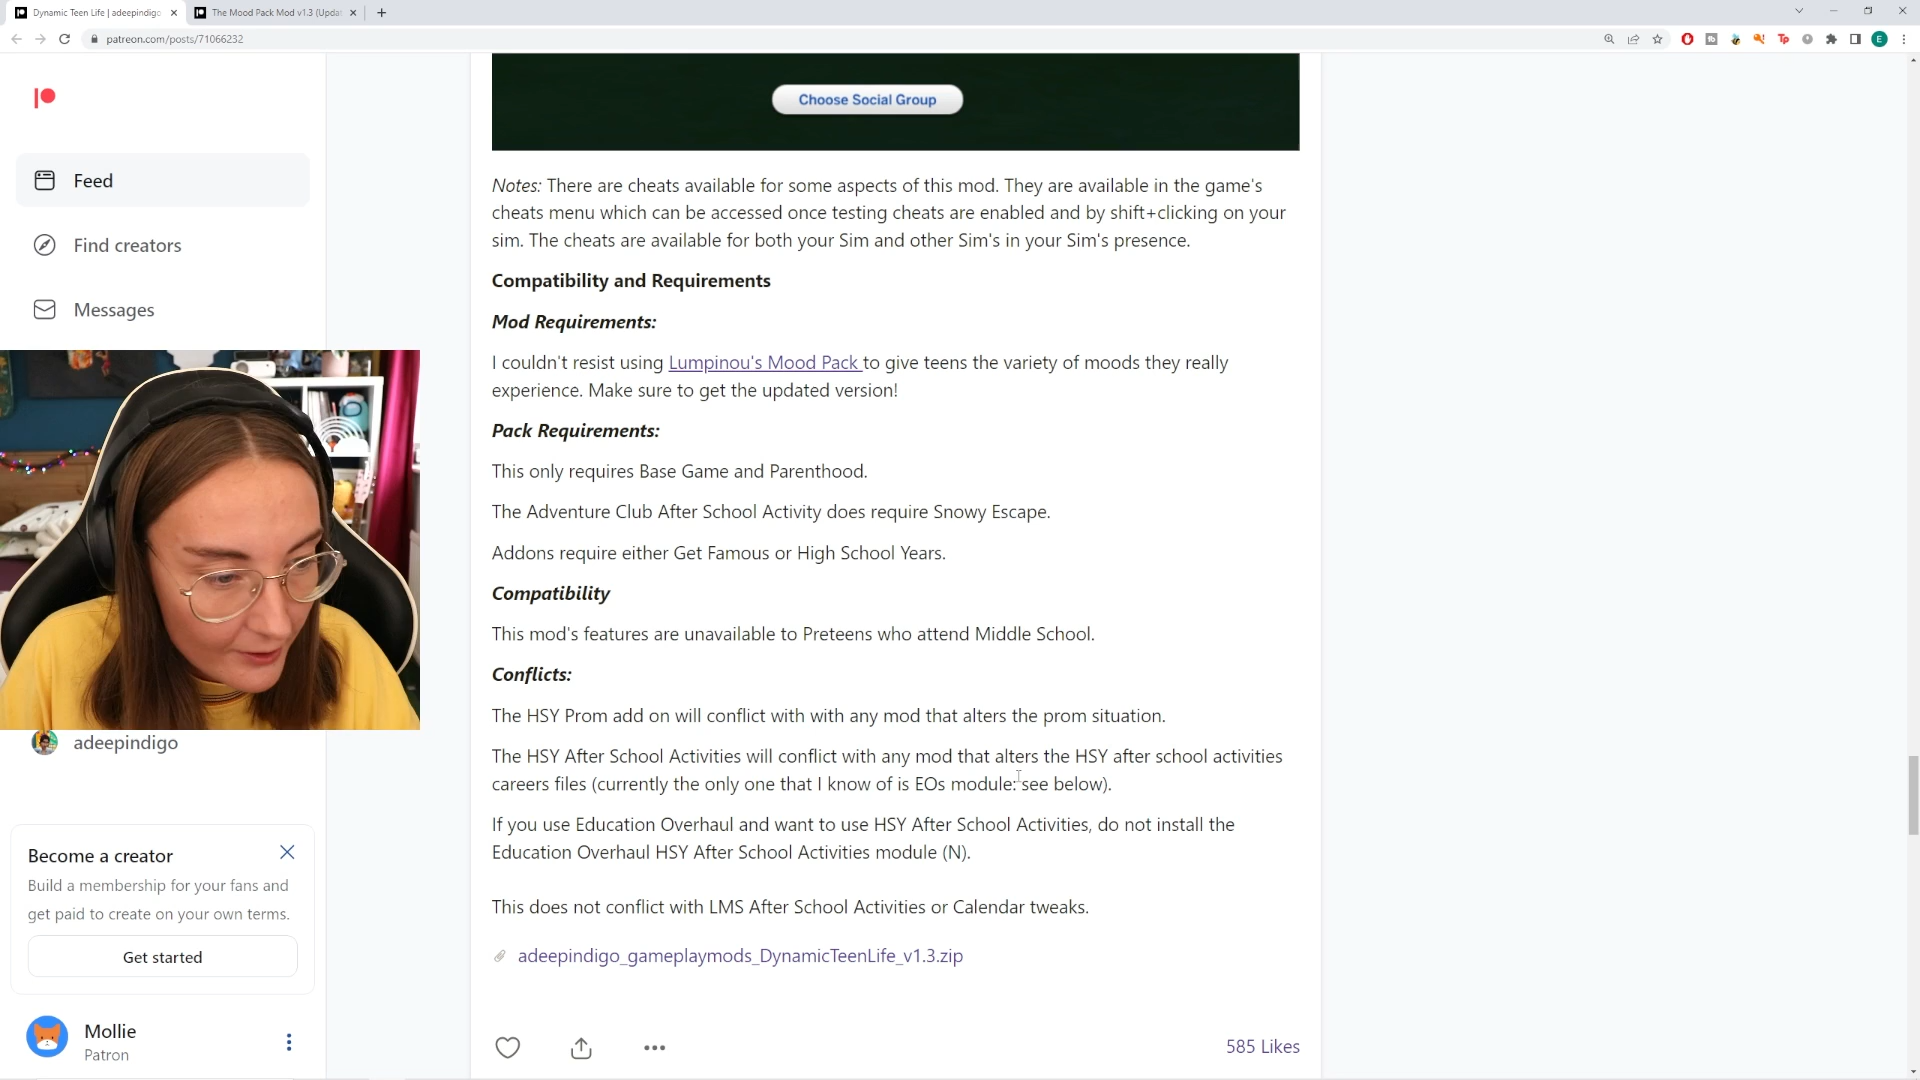 Dynamic Teen Life | adeepindigo
The Mood Pack Mod v1.3 (Updat
patreon.com/posts/71066232
Tp
E
Choose Social Group
Feed
Find creators
Messages
adeepindigo
Become a creator
Build a membership for your fans and
get paid to create on your own terms.
Get started
Mollie
Patron
Notes: There are cheats available for some aspects of this mod. They are available in the game's
cheats menu which can be accessed once testing cheats are enabled and by shift+clicking on your
sim. The cheats are available for both your Sim and other Sim's in your Sim's presence.
Compatibility and Requirements
Mod Requirements:
I couldn't resist using Lumpinou's Mood Pack to give teens the variety of moods they really
experience. Make sure to get the updated version!
Pack Requirements:
This only requires Base Game and Parenthood.
The Adventure Club After School Activity does require Snowy Escape.
Addons require either Get Famous or High School Years.
Compatibility
This mod's features are unavailable to Preteens who attend Middle School.
Conflicts:
The HSY Prom add on will conflict with with any mod that alters the prom situation.
The HSY After School Activities will conflict with any mod that alters the HSY after school activities
careers files (currently the only one that I know of is EOs module: see below).
If you use Education Overhaul and want to use HSY After School Activities, do not install the
Education Overhaul HSY After School Activities module (N).
This does not conflict with LMS After School Activities or Calendar tweaks.
adeepindigo_gameplaymods_DynamicTeenLife_v1.3.zip
585 Likes